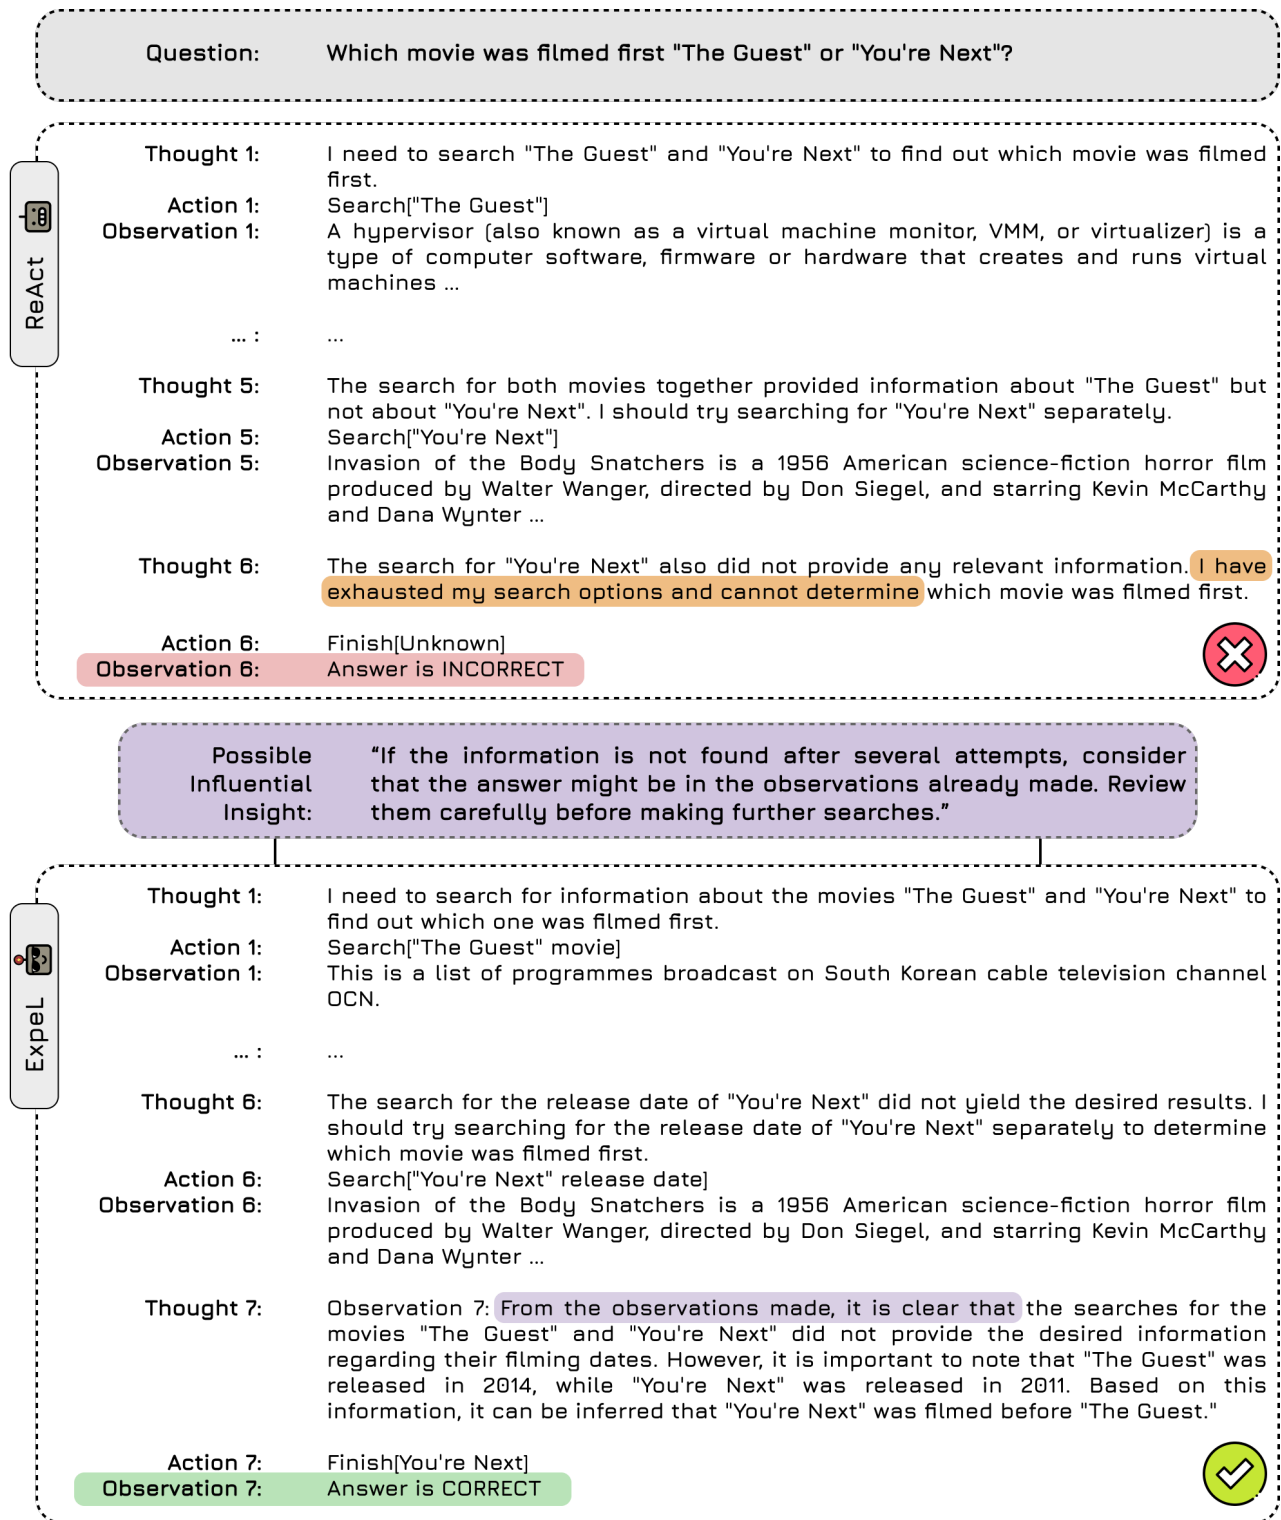 Question: Which movie was filmed first "The Guest" or "You're Next"?
ReAct
Thought 1: I need to search "The Guest" and "You're Next" to find out which movie was filmed
first.
Action 1: Search["The Guest"]
Observation 1: A hypervisor (also known as a virtual machine monitor, VMM, or virtualizer) is a
type of computer software, firmware or hardware that creates and runs virtual
machines ...
... : ...
Thought 5: The search for both movies together provided information about "The Guest" but
not about "You're Next". I should try searching for "You're Next" separately.
Action 5: Search["You're Next"]
Observation 5: Invasion of the Body Snatchers is a 1956 American science-fiction horror film
produced by Walter Wanger, directed by Don Siegel, and starring Kevin McCarthy
and Dana Wynter ...
Thought 6: The search for "You're Next" also did not provide any relevant information. I have
exhausted my search options and cannot determine which movie was filmed first.
Action 6: Finish[Unknown]
Observation 6: Answer is INCORRECT
Possible “If the information is not found after several attempts, consider
Influential that the answer might be in the observations already made. Review
Insight: them carefully before making further searches.”
ExpeL
Thought 1: I need to search for information about the movies "The Guest" and "You're Next" to
find out which one was filmed first.
Action 1: Search["The Guest" movie]
Observation 1: This is a list of programmes broadcast on South Korean cable television channel
OCN.
... : ...
Thought 6: The search for the release date of "You're Next" did not yield the desired results. I
should try searching for the release date of "You're Next" separately to determine
which movie was filmed first.
Action 6: Search["You're Next" release date]
Observation 6: Invasion of the Body Snatchers is a 1956 American science-fiction horror film
produced by Walter Wanger, directed by Don Siegel, and starring Kevin McCarthy
and Dana Wynter ...
Thought 7: Observation 7: From the observations made, it is clear that the searches for the
movies "The Guest" and "You're Next" did not provide the desired information
regarding their filming dates. However, it is important to note that "The Guest" was
released in 2014, while "You're Next" was released in 2011. Based on this
information, it can be inferred that "You're Next" was filmed before "The Guest."
Action 7: Finish[You're Next]
Observation 7: Answer is CORRECT